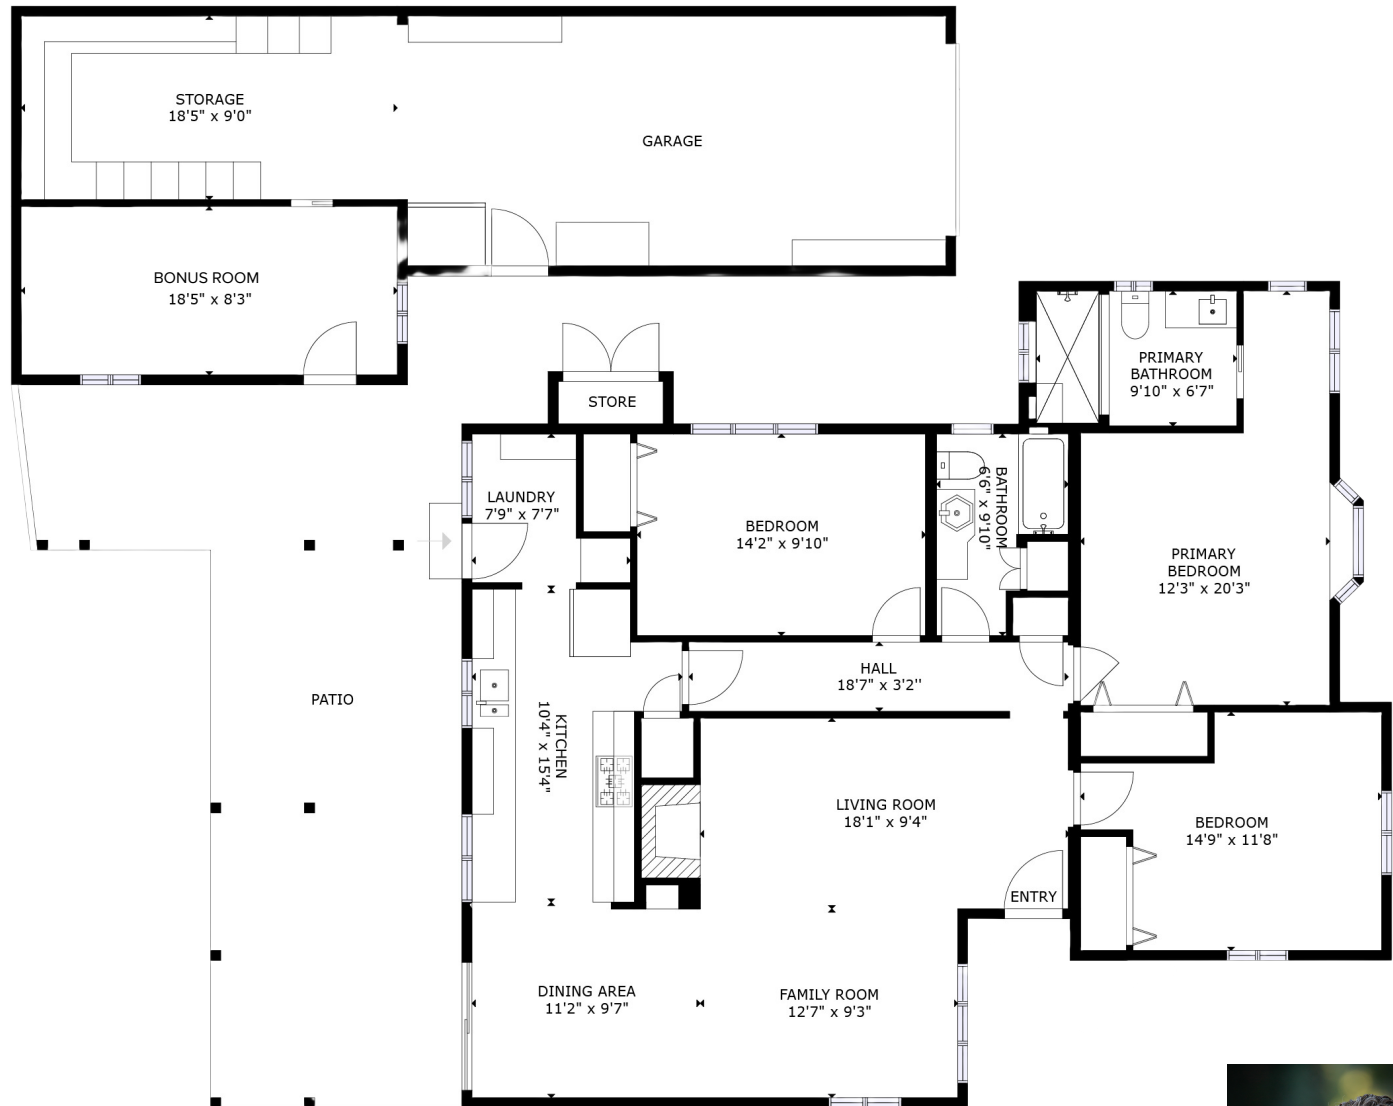 STORAGE
18'5" x 9'0"
GARAGE
BONUS ROOM
18'5" x 8'3"
PRIMARY
BATHROOM
9'10" x 6'7"
STORE
LAUNDRY
7'9" x 7'7"
BEDROOM
14'2" x 9'10"
BATHROOM
6'6" x 9'10"
PRIMARY
BEDROOM
12'3" x 20'3"
HALL
18'7" x 3'2''
PATIO
KITCHEN
10'4" x 15'4"
LIVING ROOM
18'1" x 9'4"
BEDROOM
14'9" x 11'8"
ENTRY
DINING AREA
11'2" x 9'7"
FAMILY ROOM
12'7" x 9'3"